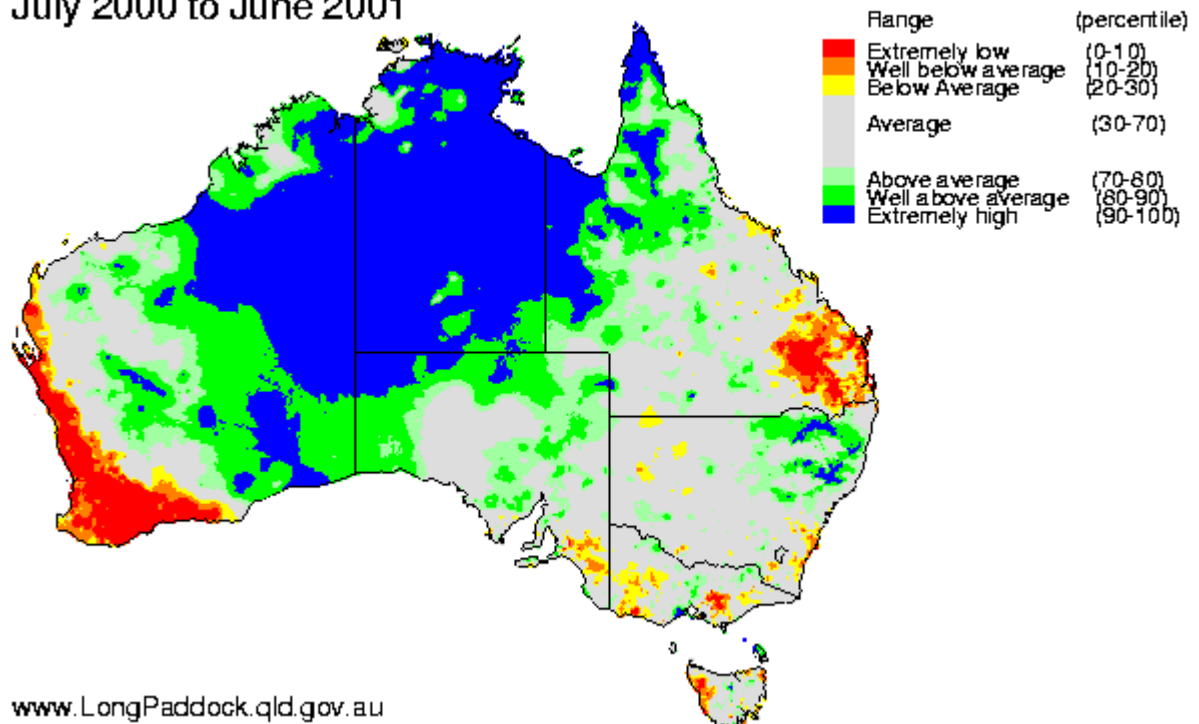 July 2000 to June 2001
Range (percentile)
Extremely low (0-10)
Well below average (10-20)
Below Average (20-30)
Average (30-70)
Above average (70-80)
Well above average (80-90)
Extremely high (90-100)
www.LongPaddock.qld.gov.au